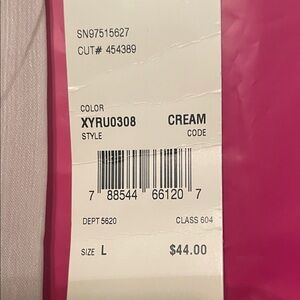 SN97515627
CUT# 454389
COLOR
XYRU0308 CREAM
STYLE CODE
7 88544 66120 7
DEPT 5620 CLASS 604
SIZE L $44.00